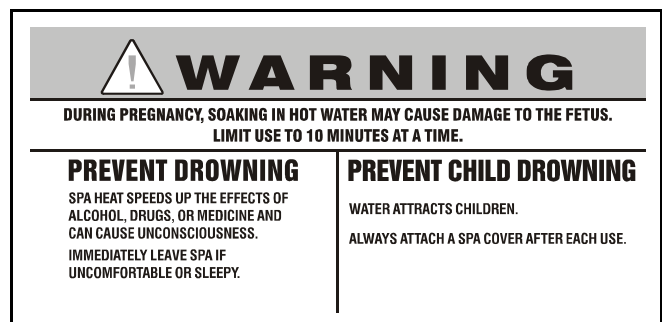 WARNING
DURING PREGNANCY, SOAKING IN HOT WATER MAY CAUSE DAMAGE TO THE FETUS.
LIMIT USE TO 10 MINUTES AT A TIME.
PREVENT DROWNING
SPA HEAT SPEEDS UP THE EFFECTS OF
ALCOHOL, DRUGS, OR MEDICINE AND
CAN CAUSE UNCONSCIOUSNESS.
IMMEDIATELY LEAVE SPA IF
UNCOMFORTABLE OR SLEEPY.
PREVENT CHILD DROWNING
WATER ATTRACTS CHILDREN.
ALWAYS ATTACH A SPA COVER AFTER EACH USE.